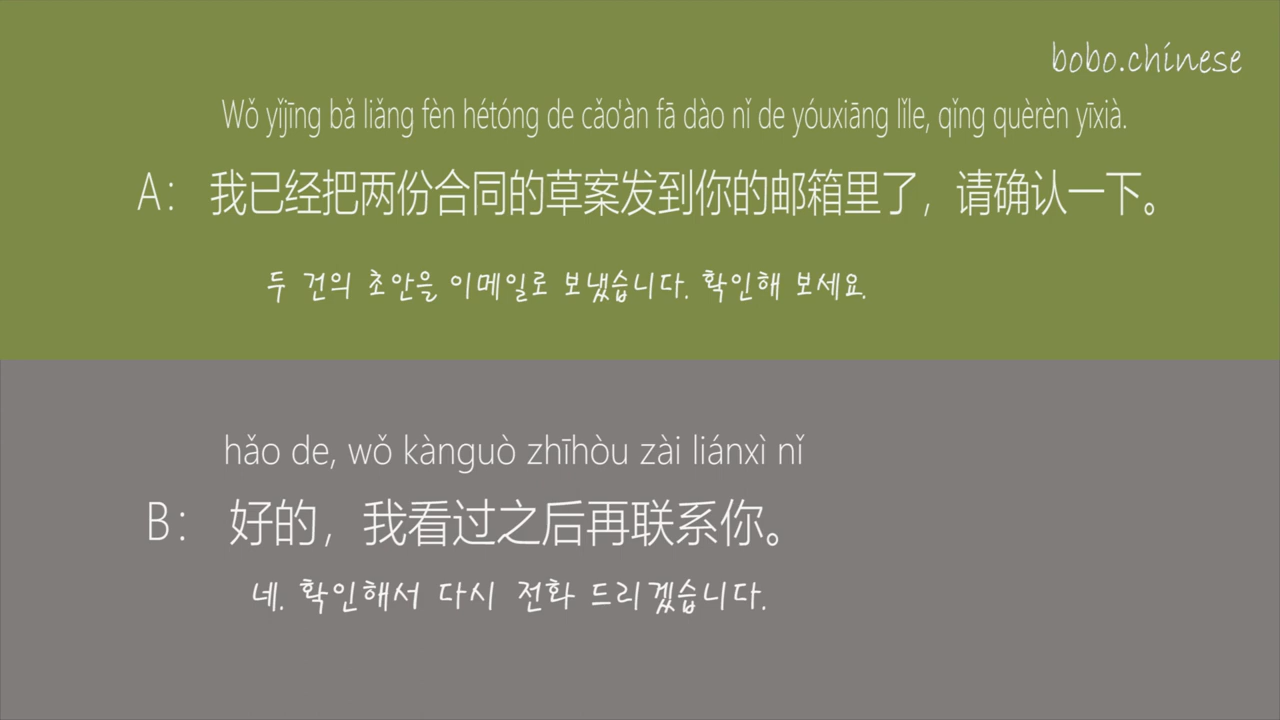 bobo.chinese
Wǒ yǐjīng bǎ liǎng fèn hétóng de cǎo'àn fā dào nǐ de yóuxiāng lǐle, qǐng quèrèn yīxià.
A: 我已经把两份合同的草案发到你的邮箱里了，请确认一下。
두 건의 초안을 이메일로 보냈습니다. 확인해 보세요.
hǎo de, wǒ kànguò zhīhòu zài liánxì nǐ
B: 好的，我看过之后再联系你。
네. 확인해서 다시 전화 드리겠습니다.